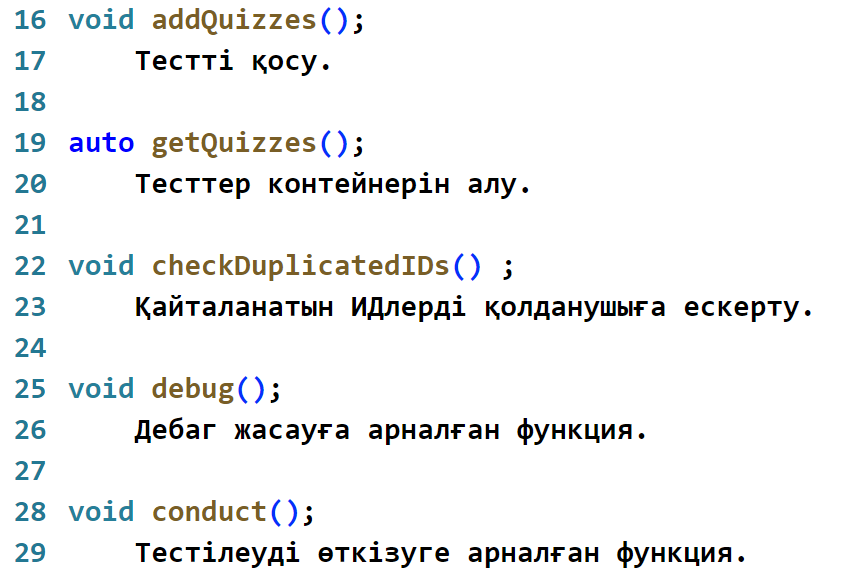 16 void addQuizzes();
17     Тестті қосу.
18
19 auto getQuizzes();
20     Тесттер контейнерін алу.
21
22 void checkDuplicatedIDs() ;
23     Қайталанатын ИДлерді қолданушыға ескерту.
24
25 void debug();
26     Дебаг жасауға арналған функция.
27
28 void conduct();
29     Тестілеуді өткізуге арналған функция.